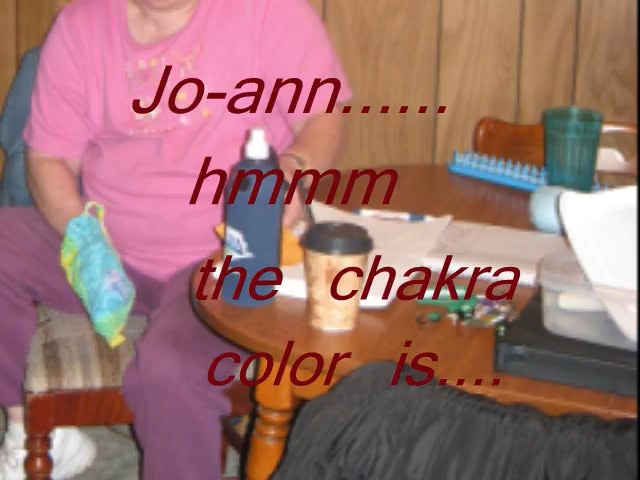 Jo-ann......
hmmm
the chakra
color is....